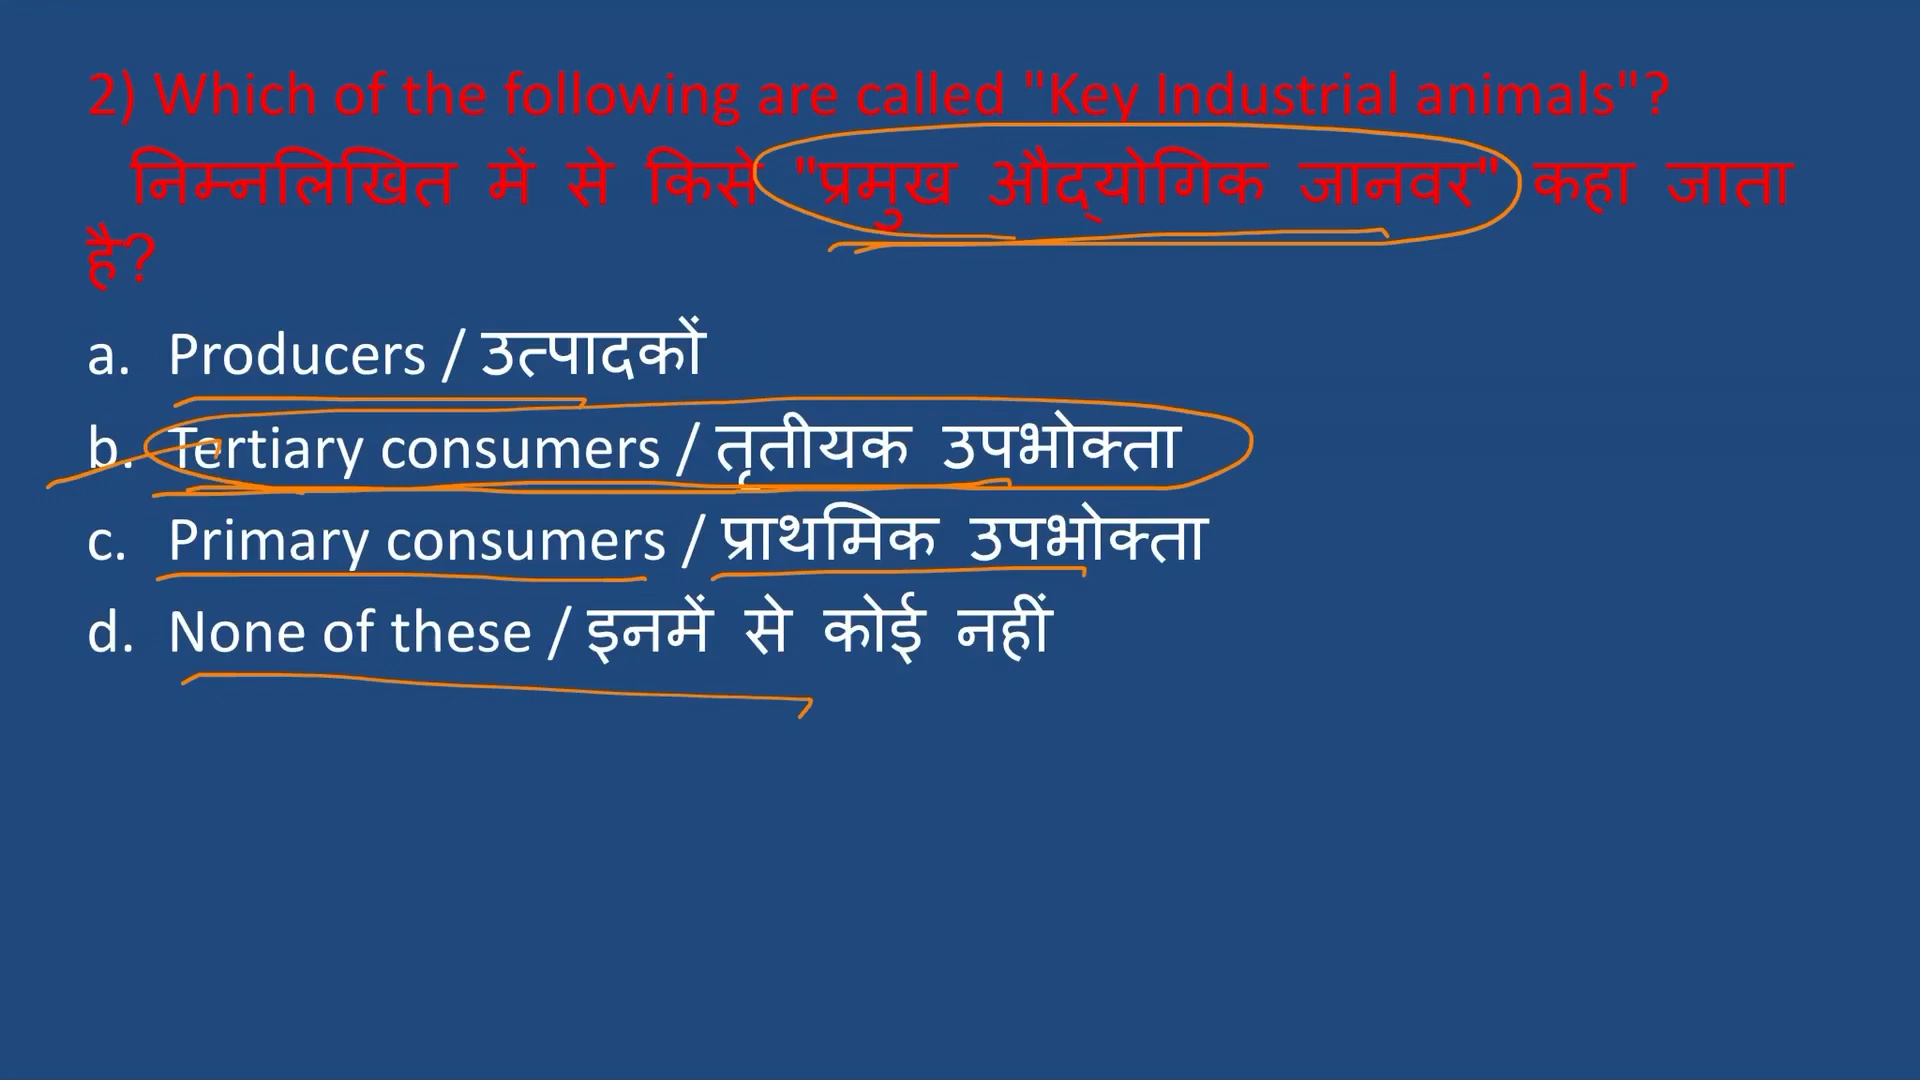 2) Which of the following are called "Key Industrial animals"?
निम्नलिखित में से किसे "प्रमुख औद्योगिक जानवर" कहा जाता
है?
a. Producers / उत्पादकों
b. Tertiary consumers / तृतीयक उपभोक्ता
c. Primary consumers / प्राथमिक उपभोक्ता
d. None of these / इनमें से कोई नहीं